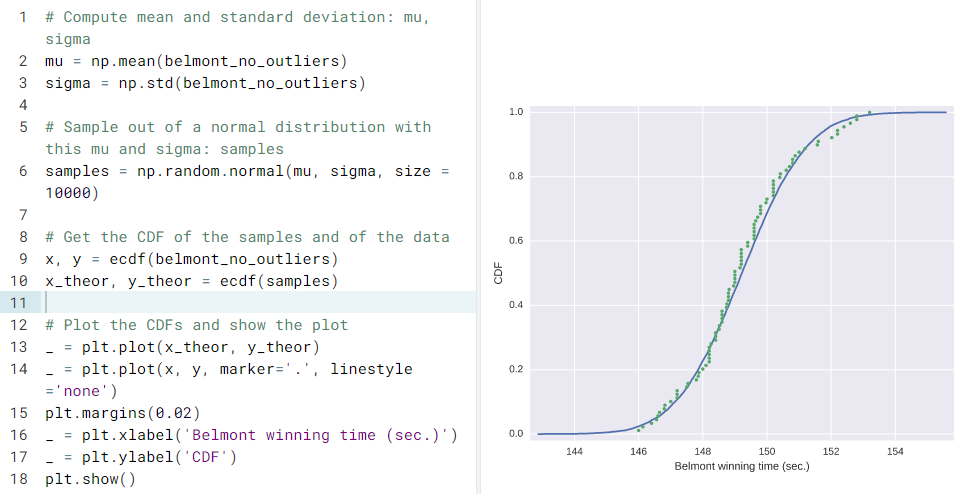 1 # Compute mean and standard deviation: mu,
sigma
2 mu = np.mean(belmont_no_outliers)
3 sigma = np.std(belmont_no_outliers)
4
5 # Sample out of a normal distribution with
this mu and sigma: samples
6 samples = np.random.normal(mu, sigma, size =
10000)
7
8 # Get the CDF of the samples and of the data
9 x, y = ecdf(belmont_no_outliers)
10 x_theor, y_theor = ecdf(samples)
11
12 # Plot the CDFs and show the plot
13 _ = plt.plot(x_theor, y_theor)
14 _ = plt.plot(x, y, marker='.', linestyle
='none')
15 plt.margins(0.02)
16 _ = plt.xlabel('Belmont winning time (sec.)')
17 _ = plt.ylabel('CDF')
18 plt.show()
1.0
0.8
0.6
CDF
0.4
0.2
0.0
144 146 148 150 152 154
Belmont winning time (sec.)